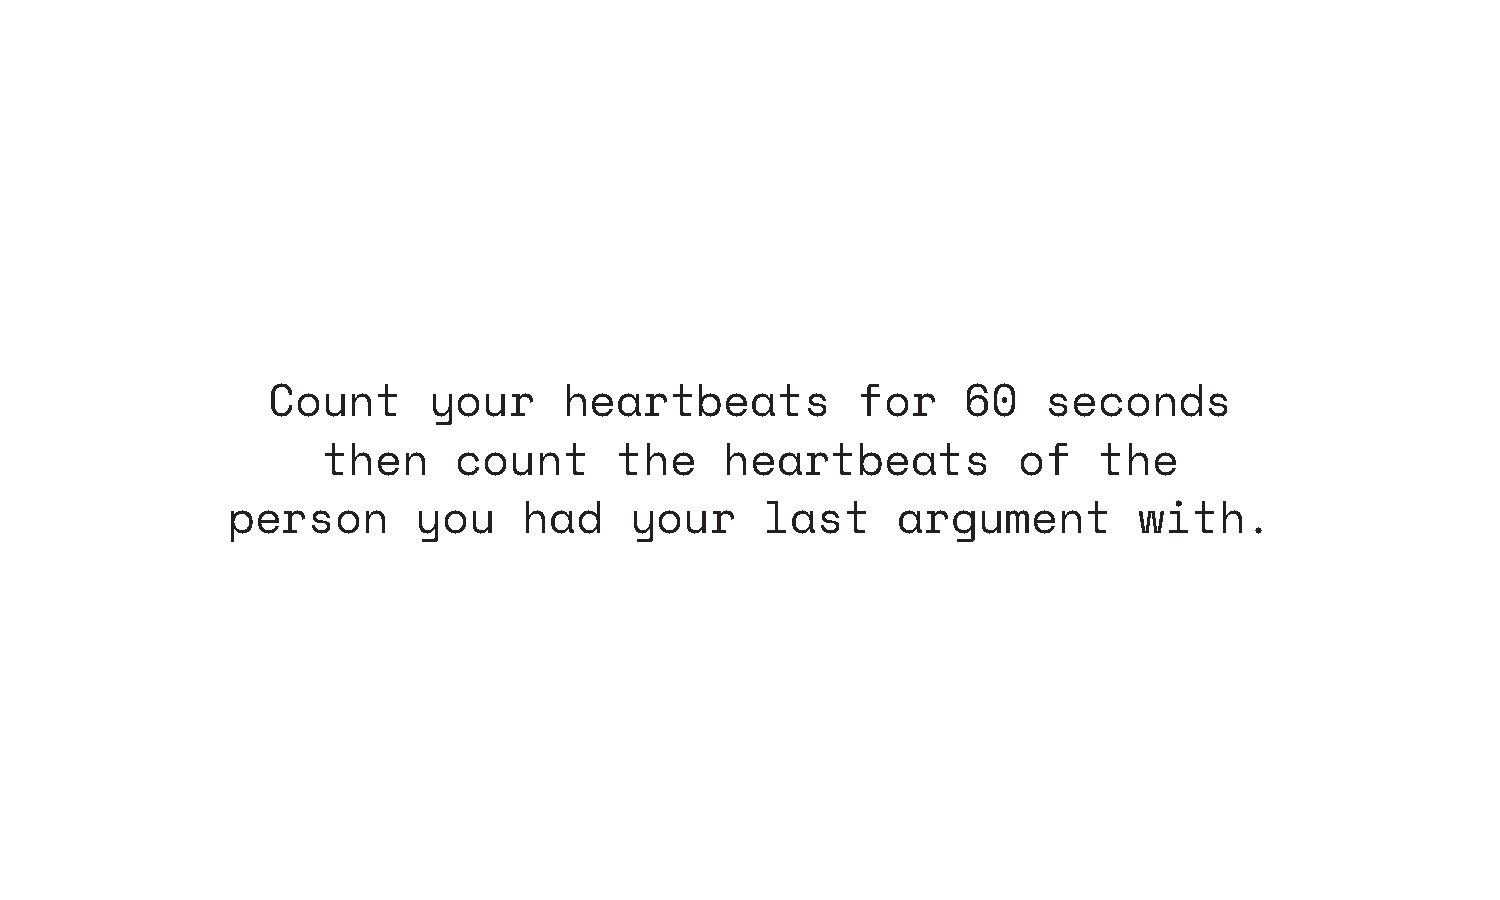 Count your heartbeats for 60 seconds
then count the heartbeats of the
person you had your last argument with.